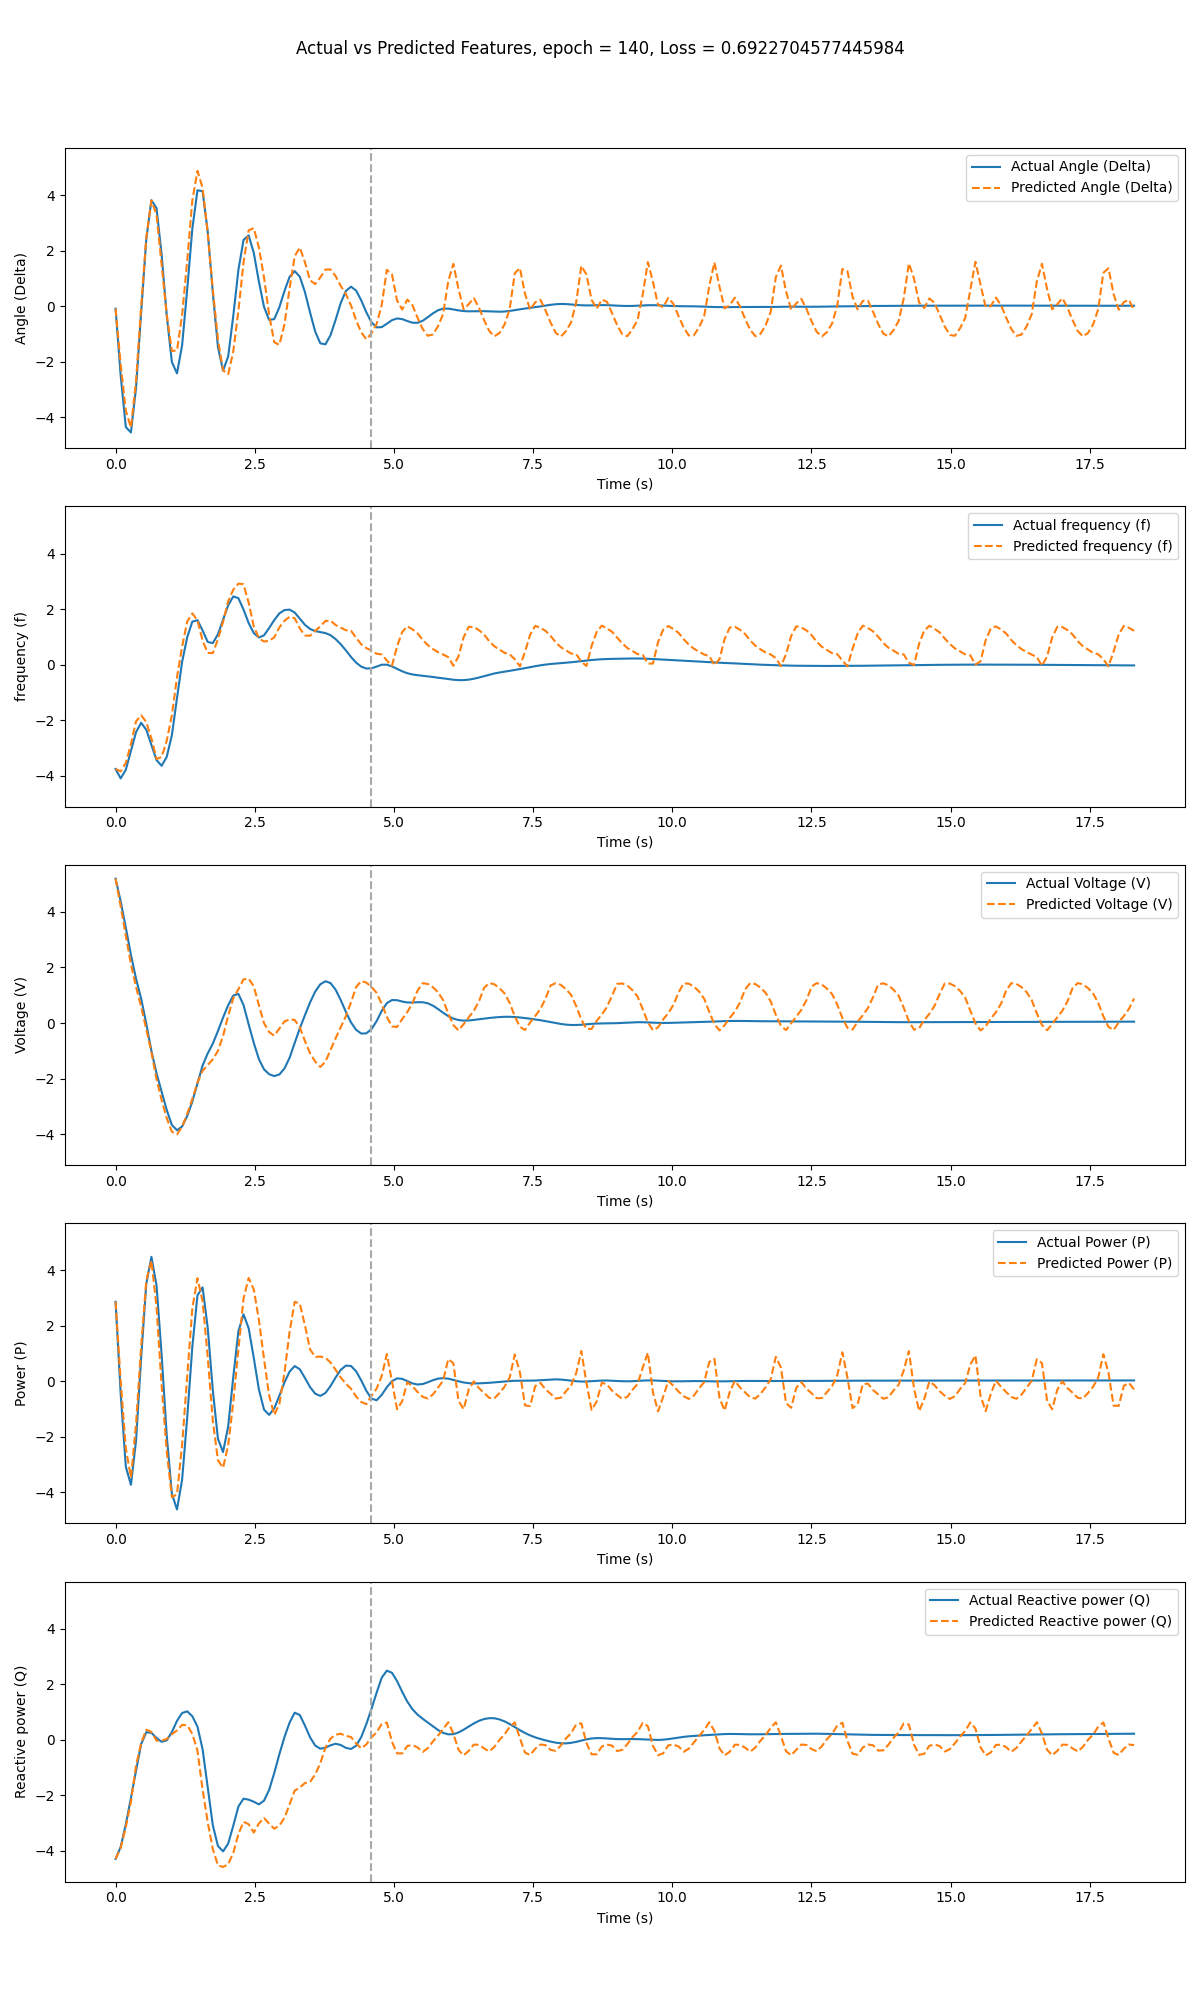 Actual vs Predicted Features, epoch = 140, Loss = 0.6922704577445984
Angle (Delta)
4
2
0
−2
−4
Actual Angle (Delta)
Predicted Angle (Delta)
0.0 2.5 5.0 7.5 10.0 12.5 15.0 17.5
Time (s)
frequency (f)
4
2
0
−2
−4
Actual frequency (f)
Predicted frequency (f)
0.0 2.5 5.0 7.5 10.0 12.5 15.0 17.5
Time (s)
Voltage (V)
4
2
0
−2
−4
Actual Voltage (V)
Predicted Voltage (V)
0.0 2.5 5.0 7.5 10.0 12.5 15.0 17.5
Time (s)
Power (P)
4
2
0
−2
−4
Actual Power (P)
Predicted Power (P)
0.0 2.5 5.0 7.5 10.0 12.5 15.0 17.5
Time (s)
Reactive power (Q)
4
2
0
−2
−4
Actual Reactive power (Q)
Predicted Reactive power (Q)
0.0 2.5 5.0 7.5 10.0 12.5 15.0 17.5
Time (s)